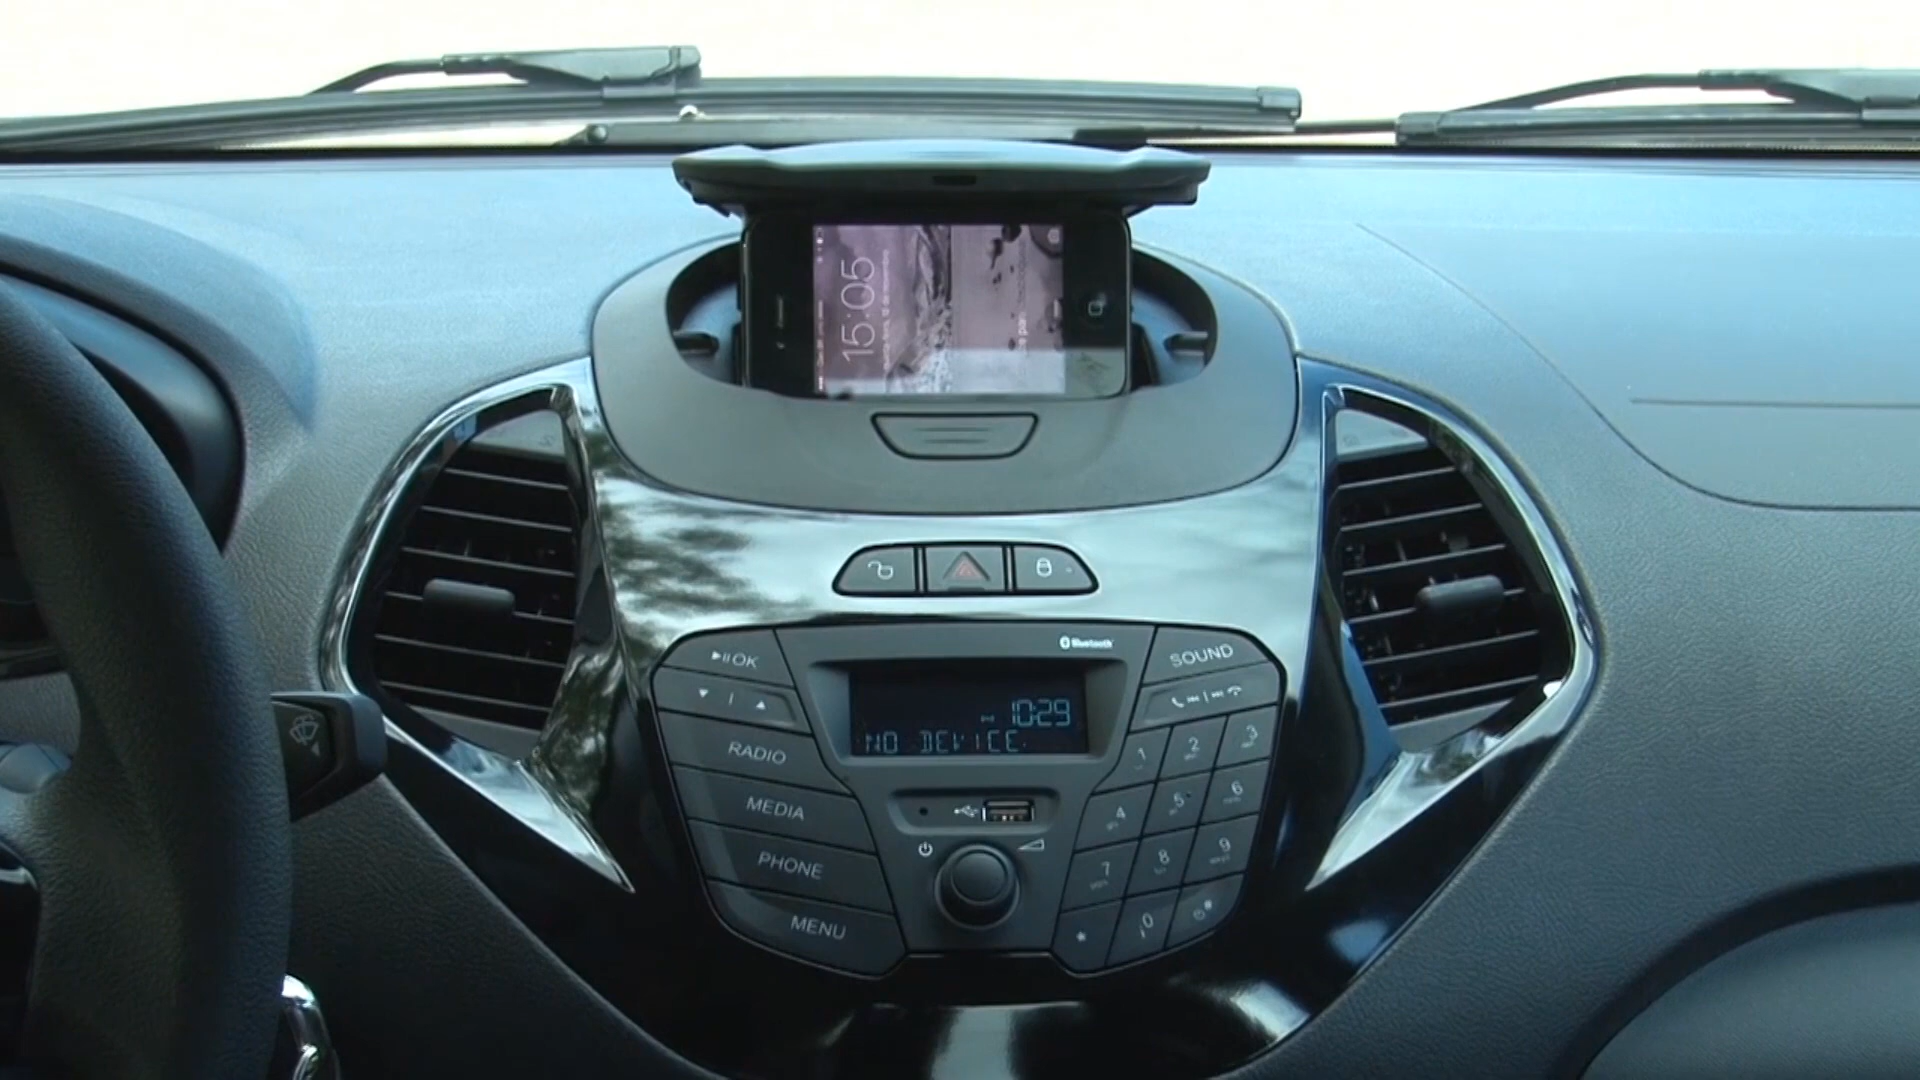 15:05
Bluetooth
OK
SOUND
10:29
NO DEVICE
RADIO
MEDIA
PHONE
MENU
1 2 3
4 5 6
7 8 9
* 0 #